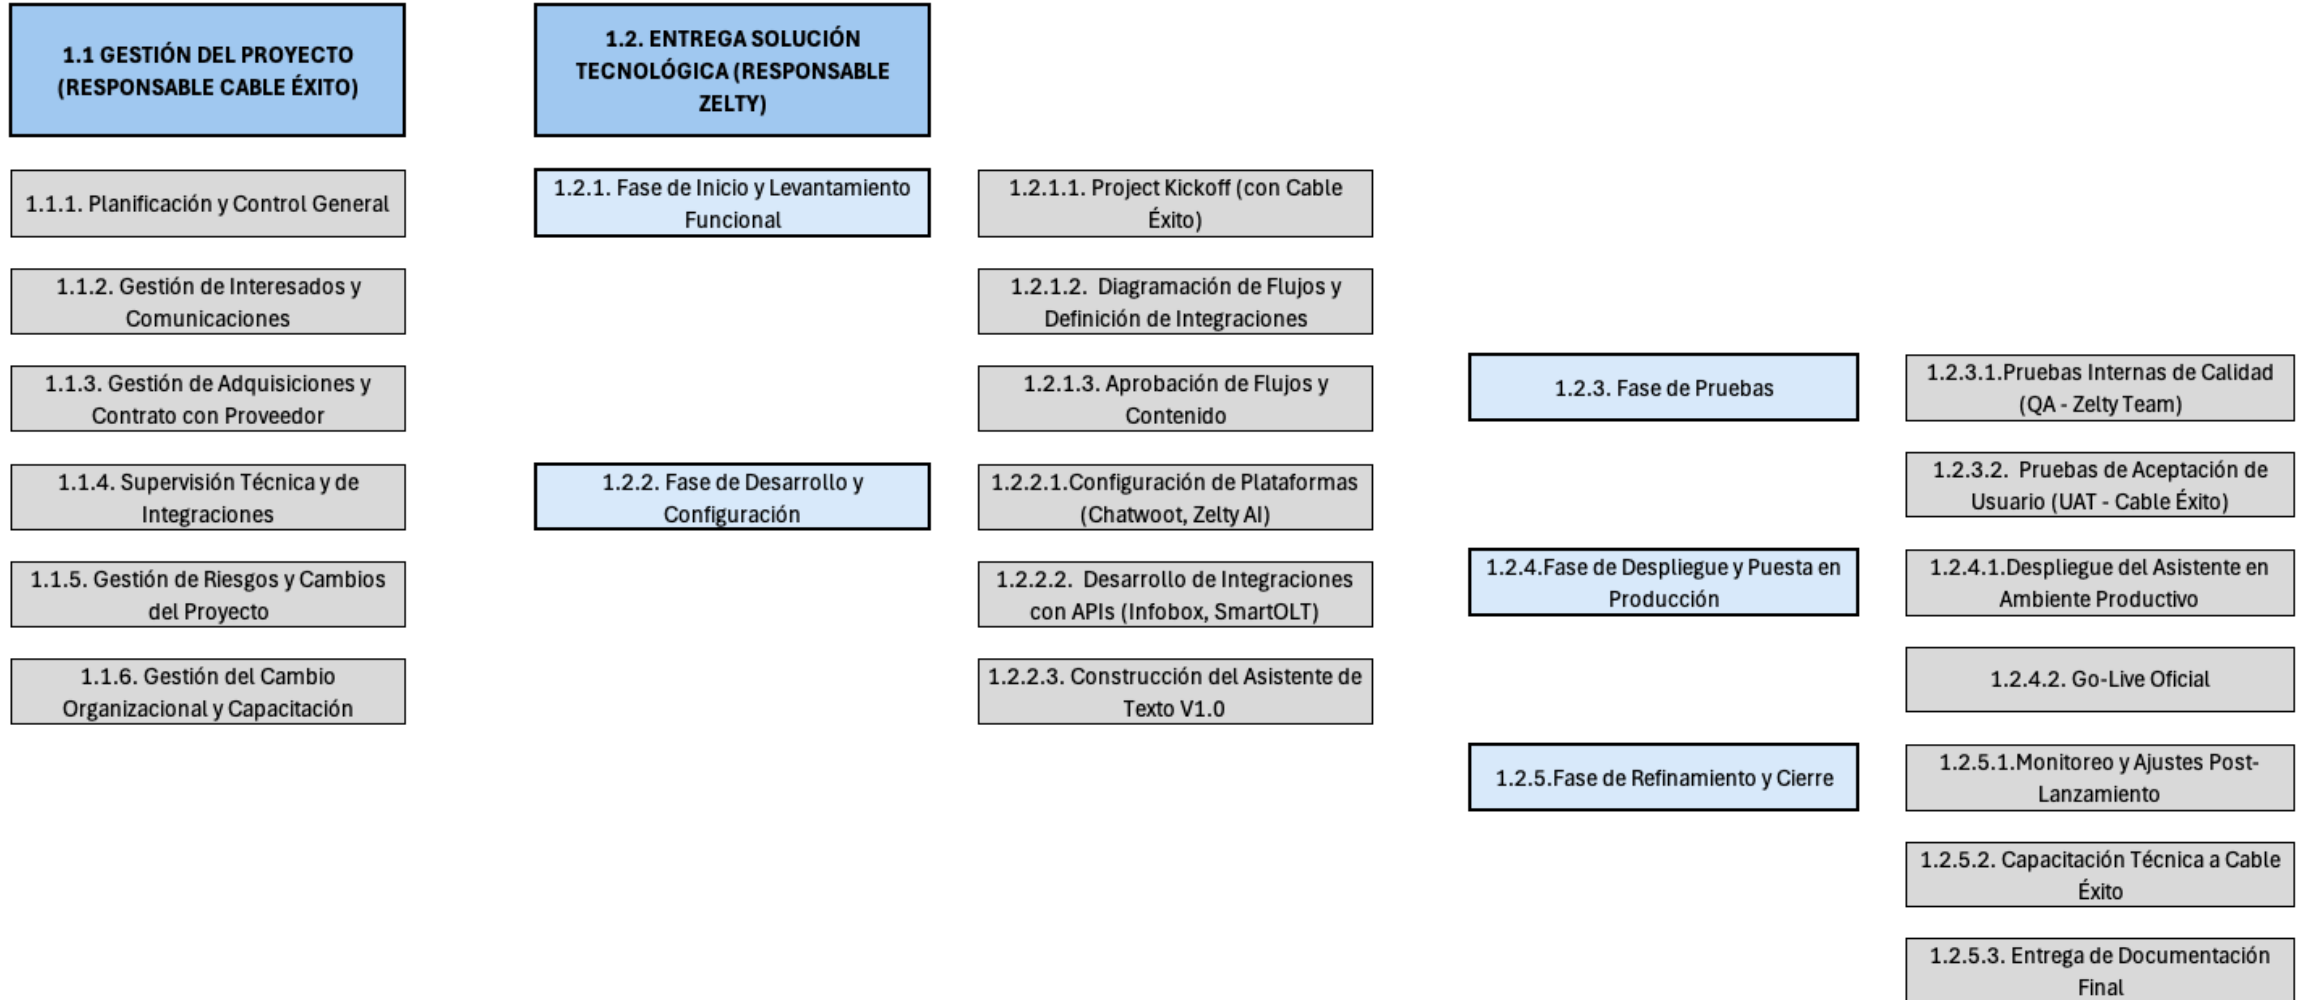 1.1 GESTIÓN DEL PROYECTO
(RESPONSABLE CABLE ÉXITO)
1.1.1. Planificación y Control General
1.1.2. Gestión de Interesados y
Comunicaciones
1.1.3. Gestión de Adquisiciones y
Contrato con Proveedor
1.1.4. Supervisión Técnica y de
Integraciones
1.1.5. Gestión de Riesgos y Cambios
del Proyecto
1.1.6. Gestión del Cambio
Organizacional y Capacitación
1.2. ENTREGA SOLUCIÓN
TECNOLÓGICA (RESPONSABLE
ZELTY)
1.2.1. Fase de Inicio y Levantamiento
Funcional
1.2.1.1. Project Kickoff (con Cable
Éxito)
1.2.1.2.  Diagramación de Flujos y
Definición de Integraciones
1.2.1.3. Aprobación de Flujos y
Contenido
1.2.2. Fase de Desarrollo y
Configuración
1.2.2.1.Configuración de Plataformas
(Chatwoot, Zelty AI)
1.2.2.2.  Desarrollo de Integraciones
con APIs (Infobox, SmartOLT)
1.2.2.3. Construcción del Asistente de
Texto V1.0
1.2.3. Fase de Pruebas
1.2.3.1.Pruebas Internas de Calidad
(QA - Zelty Team)
1.2.3.2.  Pruebas de Aceptación de
Usuario (UAT - Cable Éxito)
1.2.4.Fase de Despliegue y Puesta en
Producción
1.2.4.1.Despliegue del Asistente en
Ambiente Productivo
1.2.4.2. Go-Live Oficial
1.2.5.Fase de Refinamiento y Cierre
1.2.5.1.Monitoreo y Ajustes Post-
Lanzamiento
1.2.5.2. Capacitación Técnica a Cable
Éxito
1.2.5.3. Entrega de Documentación
Final